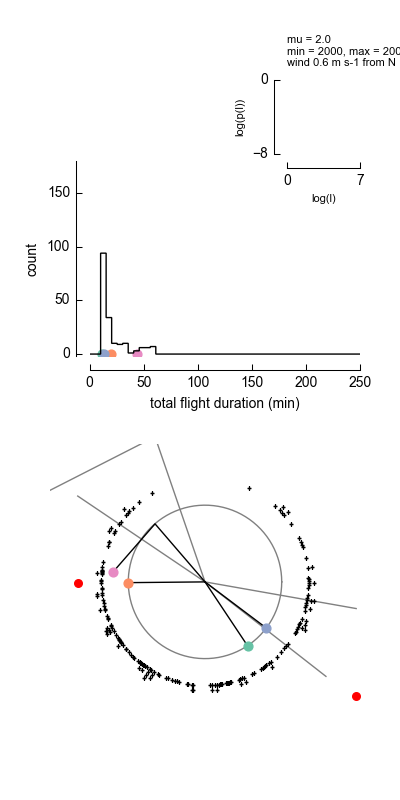 mu = 2.0
min = 2000, max = 200
wind 0.6 m s-1 from N
0
log(p(l))
−8
0 7
log(l)
150
100
50
0
count
0 50 100 150 200 250
total flight duration (min)